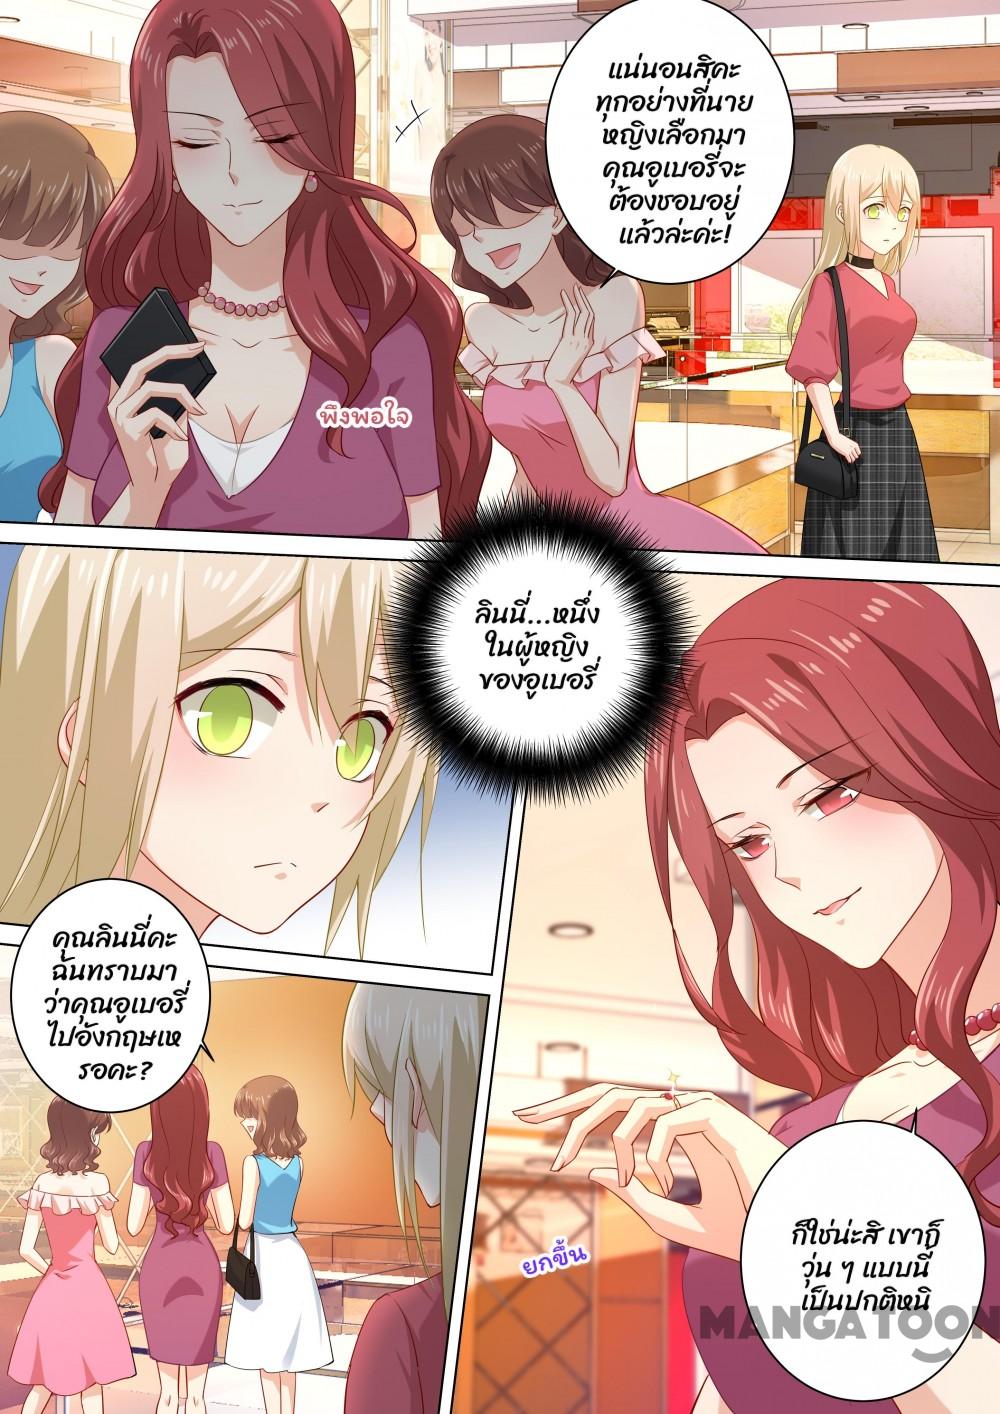 แน่นอนสิคะ
ทุกอย่างที่นาย
หญิงเลือกมา
คุณอูเบอรี่จะ
ต้องชอบอยู่
แล้วล่ะค่ะ!
พึงพอใจ
ลินนี่...หนึ่ง
ในผู้หญิง
ของอูเบอรี่
คุณลินนี่คะ
ฉันทราบมา
ว่าคุณอูเบอรี่
ไปอังกฤษเห
รอคะ?
ยกขึ้น
ก็ใช่น่ะสิ เขาก็
วุ่น ๆ แบบนี้
เป็นปกติหนิ
MANGATOON